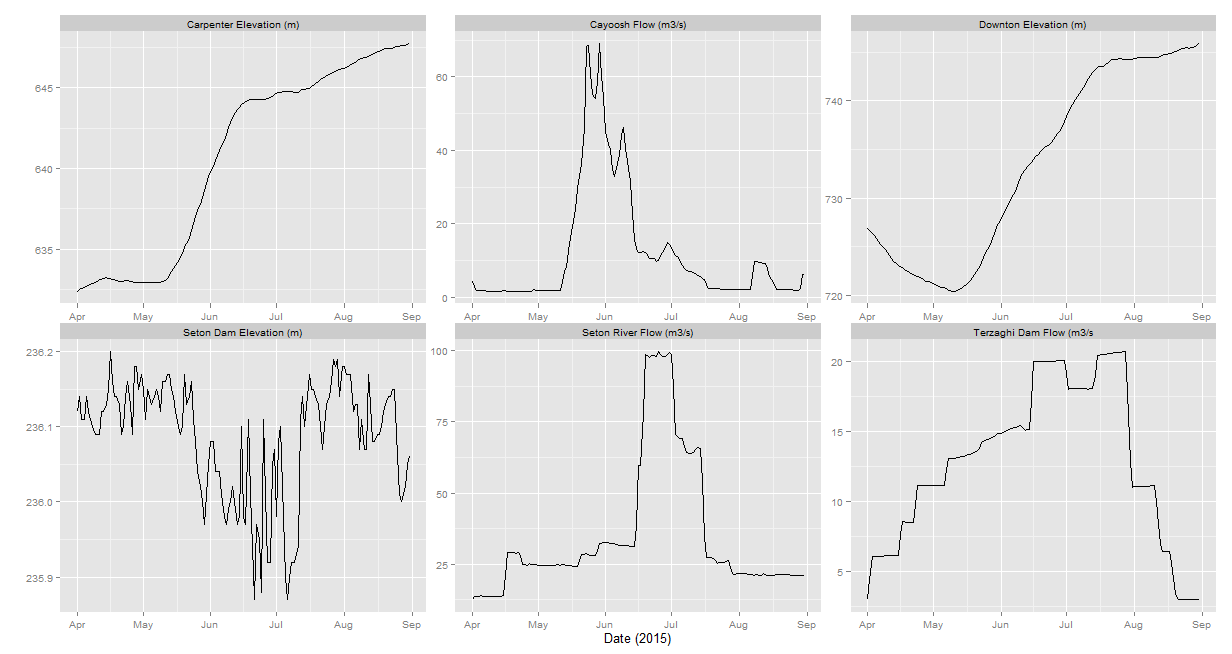 Carpenter Elevation (m)
645
640
635
Apr May Jun Jul Aug Sep
Cayoosh Flow (m3/s)
60
40
20
0
Apr May Jun Jul Aug Sep
Downton Elevation (m)
740
730
720
Apr May Jun Jul Aug Sep
Seton Dam Elevation (m)
236.2
236.1
236.0
235.9
Apr May Jun Jul Aug Sep
Seton River Flow (m3/s)
100
75
50
25
Apr May Jun Jul Aug Sep
Terzaghi Dam Flow (m3/s
20
15
10
5
Apr May Jun Jul Aug Sep
Date (2015)